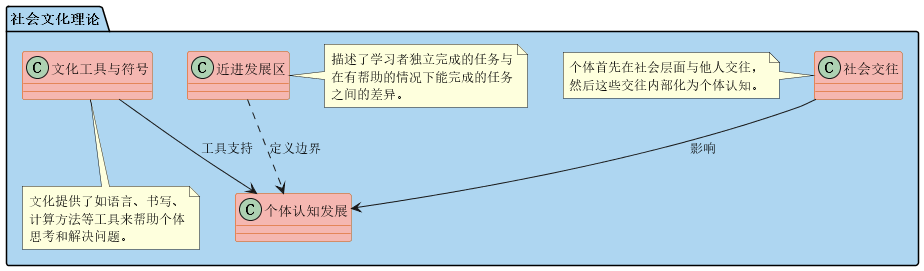 社会文化理论
C 文化工具与符号
C 近进发展区
描述了学习者独立完成的任务与
在有帮助的情况下能完成的任务
之间的差异。
个体首先在社会层面与他人交往，
然后这些交往内部化为个体认知。
C 社会交往
工具支持
定义边界
影响
文化提供了如语言、书写、
计算方法等工具来帮助个体
思考和解决问题。
C 个体认知发展